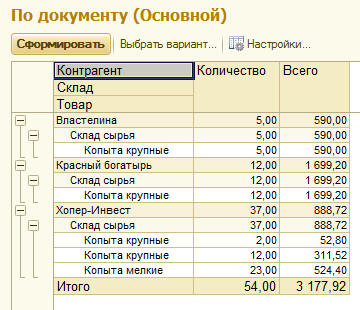 По документу (Основной)
Сформировать Выбрать вариант... Настройки...
Контрагент Количество Всего
Склад
Товар
Властелина 5,00 590,00
Склад сырья 5,00 590,00
Копыта крупные 5,00 590,00
Красный богатырь 12,00 1 699,20
Склад сырья 12,00 1 699,20
Копыта крупные 12,00 1 699,20
Хопер-Инвест 37,00 888,72
Склад сырья 37,00 888,72
Копыта крупные 2,00 52,80
Копыта крупные 12,00 311,52
Копыта мелкие 23,00 524,40
Итого 54,00 3 177,92